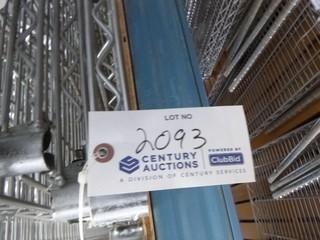 LOT NO
2093
CENTURY AUCTIONS
POWERED BY
ClubBid
A DIVISION OF CENTURY SERVICES